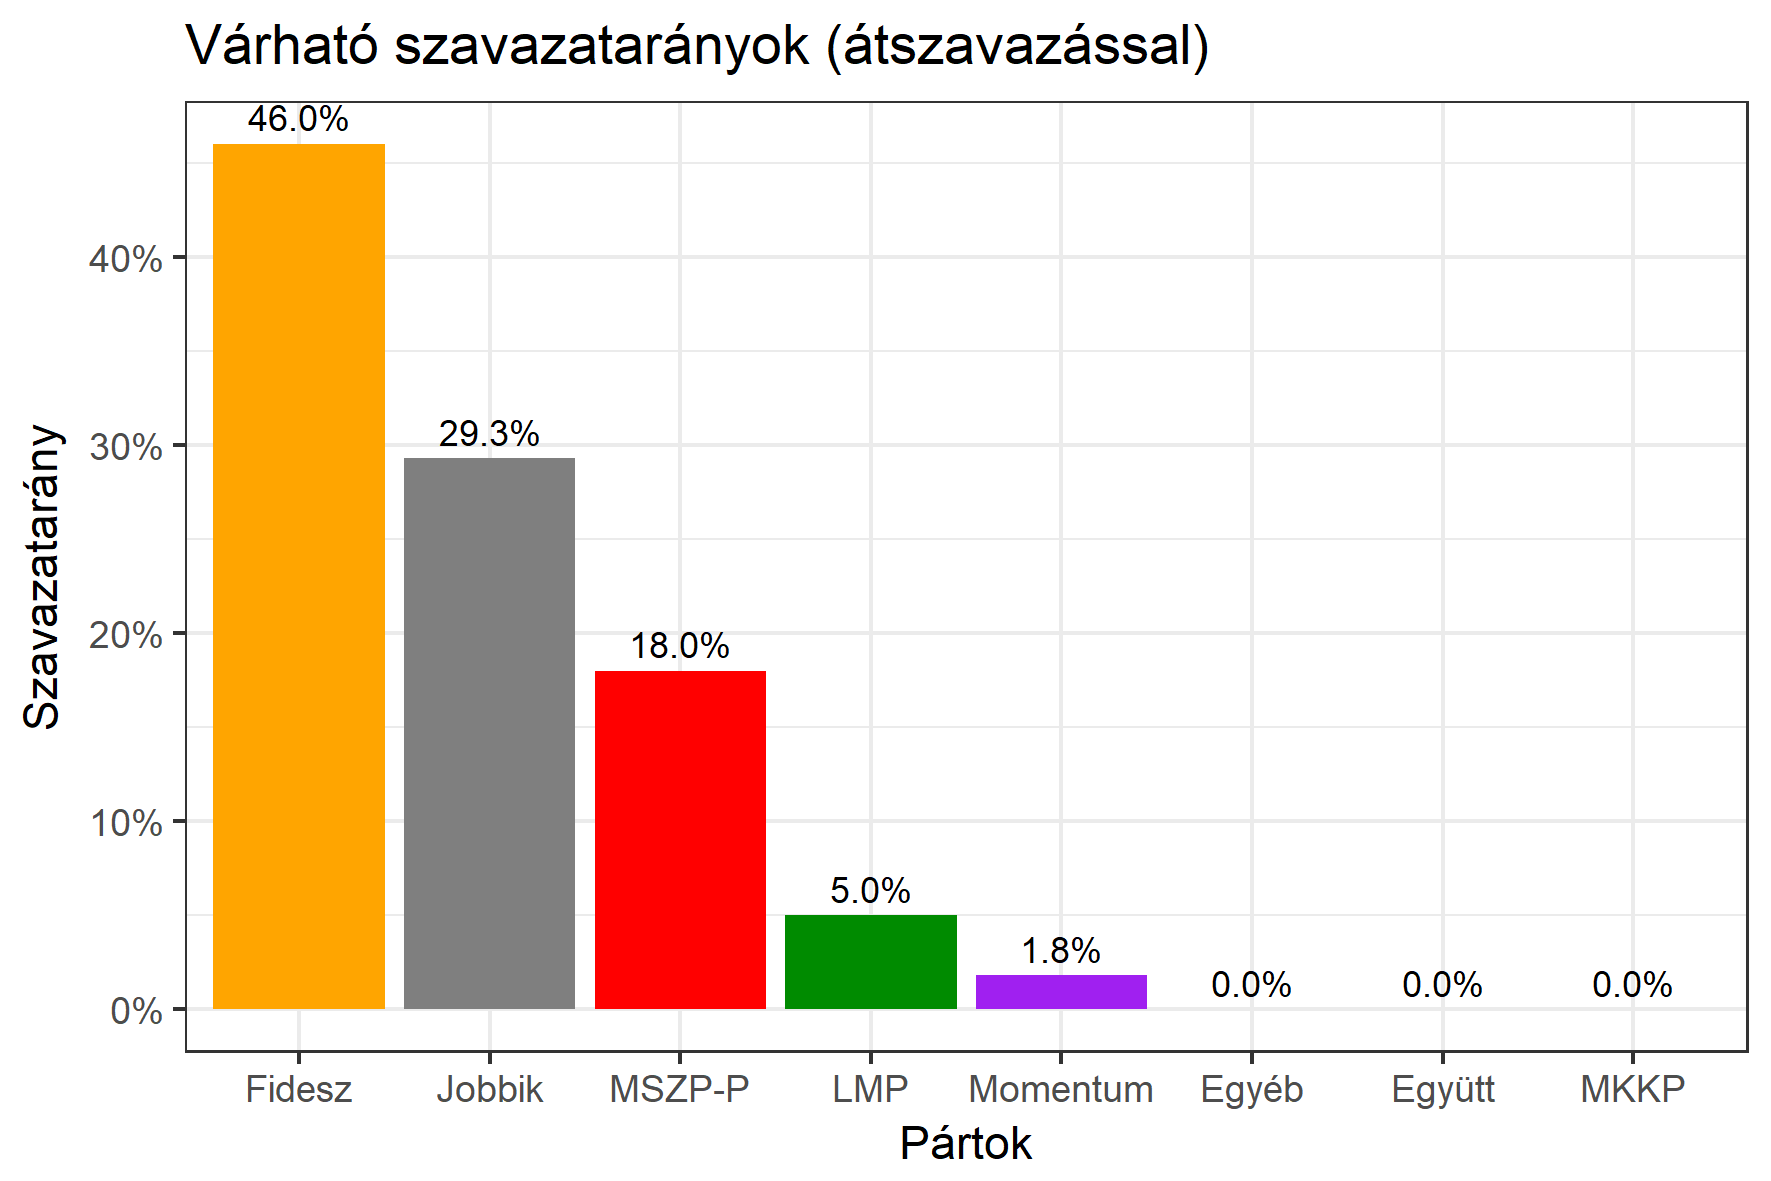 Várható szavazatarányok (átszavazással)
46.0%
29.3%
18.0%
5.0%
1.8%
0.0%
0.0%
0.0%
40%
30%
20%
10%
0%
Szavazatarány
Fidesz
Jobbik
MSZP-P
LMP
Momentum
Egyéb
Együtt
MKKP
Pártok